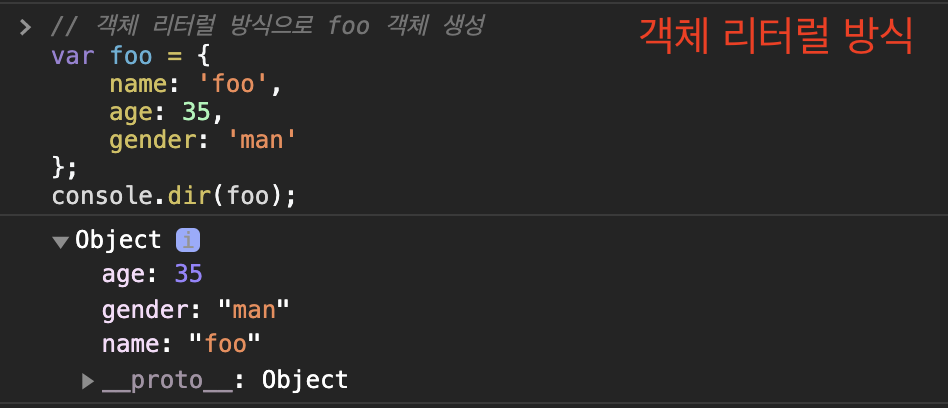 // 객체 리터럴 방식으로 foo 객체 생성
객체 리터럴 방식
var foo = {
    name: 'foo',
    age: 35,
    gender: 'man'
};
console.dir(foo);
Object i
age: 35
gender: "man"
name: "foo"
__proto__: Object